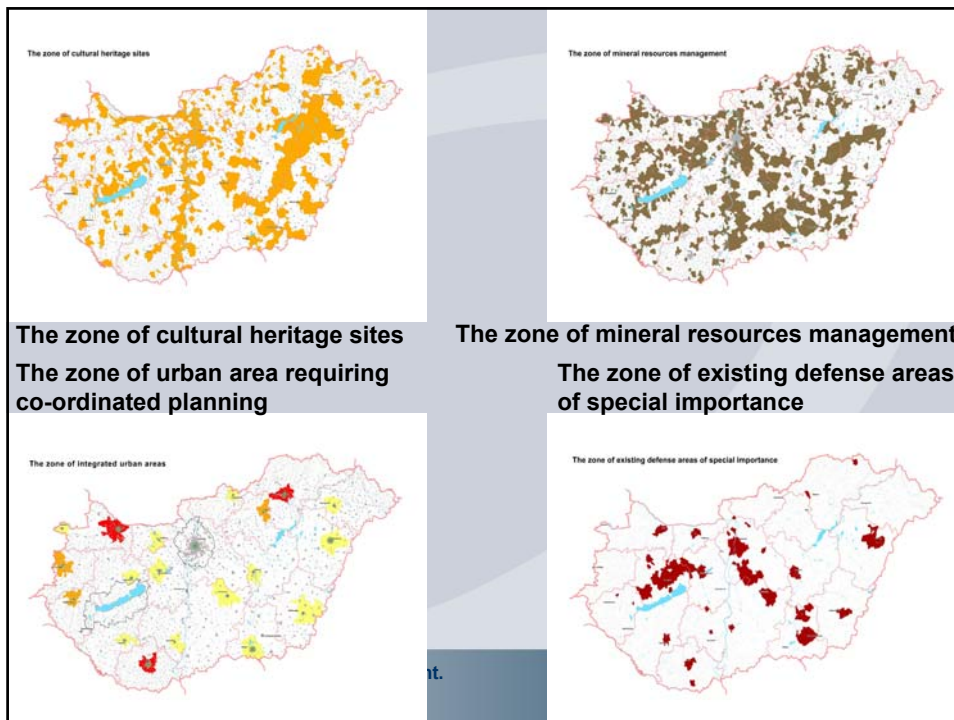 The zone of cultural heritage sites
The zone of mineral resources management
The zone of cultural heritage sites
The zone of mineral resources management
The zone of urban area requiring
co-ordinated planning
The zone of existing defense areas
of special importance
The zone of integrated urban areas
The zone of existing defense areas of special importance
nt.